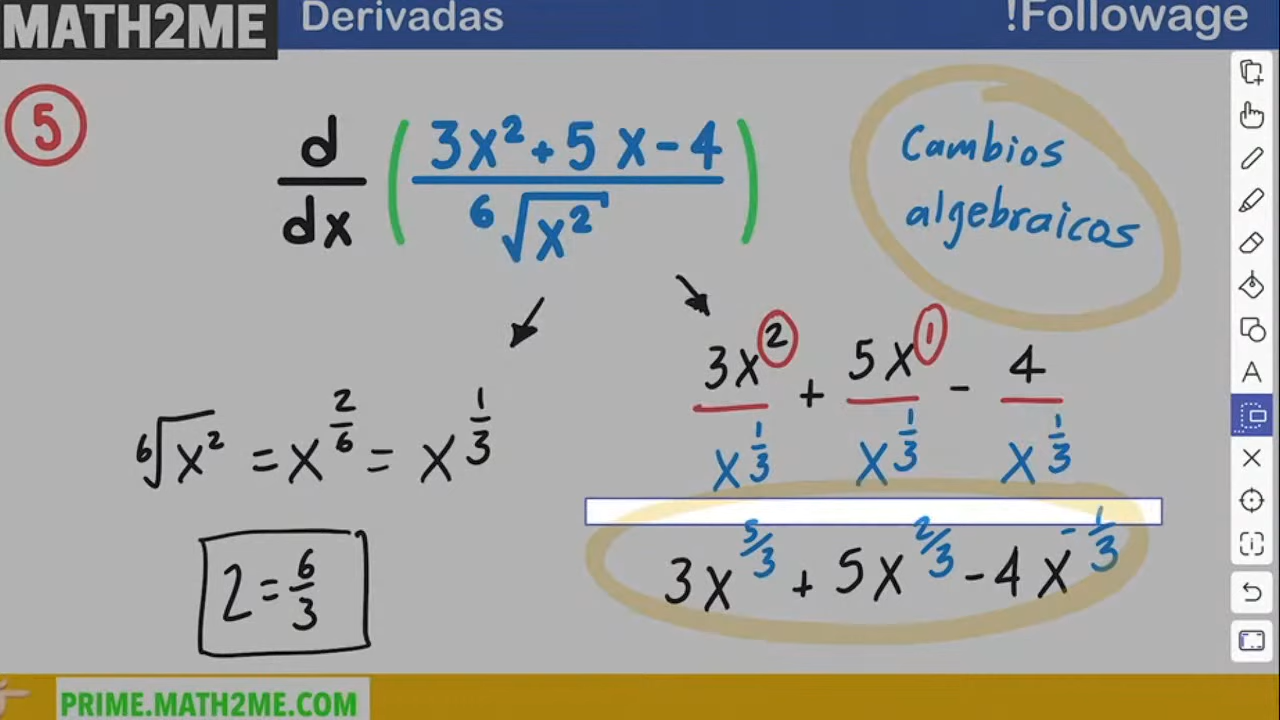 MATH2ME Derivadas !Followage
5
d/dx ( (3x² + 5x - 4) / ⁶√x² )
Cambios
algebraicos
3x² / x^(1/3) + 5x¹ / x^(1/3) - 4 / x^(1/3)
⁶√x² = x^(2/6) = x^(1/3)
3x^(5/3) + 5x^(2/3) - 4x^(-1/3)
2 = 6/3
PRIME.MATH2ME.COM